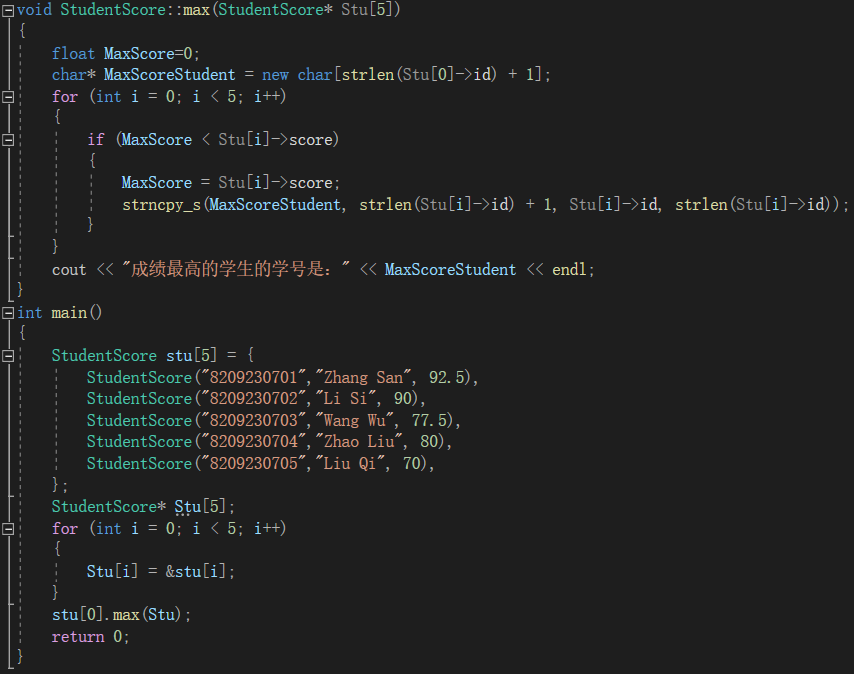 void StudentScore::max(StudentScore* Stu[5])
{
float MaxScore=0;
char* MaxScoreStudent = new char[strlen(Stu[0]->id) + 1];
for (int i = 0; i < 5; i++)
{
if (MaxScore < Stu[i]->score)
{
MaxScore = Stu[i]->score;
strncpy_s(MaxScoreStudent, strlen(Stu[i]->id) + 1, Stu[i]->id, strlen(Stu[i]->id));
}
}
cout << "成绩最高的学生的学号是：" << MaxScoreStudent << endl;
}
int main()
{
StudentScore stu[5] = {
StudentScore("8209230701","Zhang San", 92.5),
StudentScore("8209230702","Li Si", 90),
StudentScore("8209230703","Wang Wu", 77.5),
StudentScore("8209230704","Zhao Liu", 80),
StudentScore("8209230705","Liu Qi", 70),
};
StudentScore* Stu[5];
for (int i = 0; i < 5; i++)
{
Stu[i] = &stu[i];
}
stu[0].max(Stu);
return 0;
}